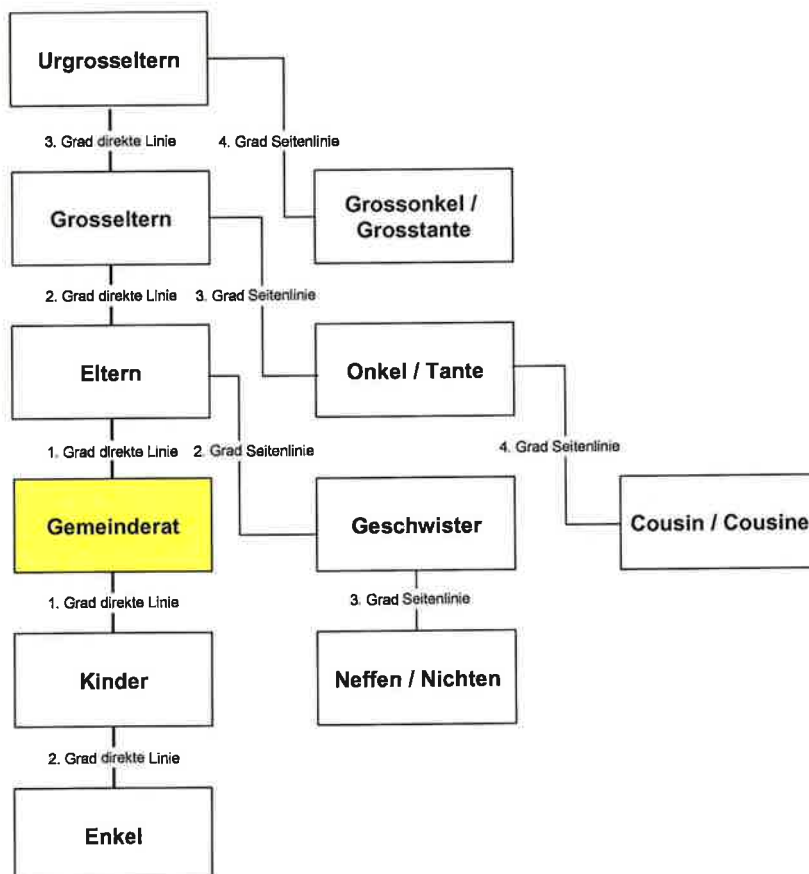 Urgrosseltern
3. Grad direkte Linie
4. Grad Seitenlinie
Grosseltern
Grossonkel /
Grosstante
2. Grad direkte Linie
3. Grad Seitenlinie
Eltern
Onkel / Tante
1. Grad direkte Linie
2. Grad Seitenlinie
4. Grad Seitenlinie
Gemeinderat
Geschwister
Cousin / Cousine
1. Grad direkte Linie
3. Grad Seitenlinie
Kinder
Neffen / Nichten
2. Grad direkte Linie
Enkel